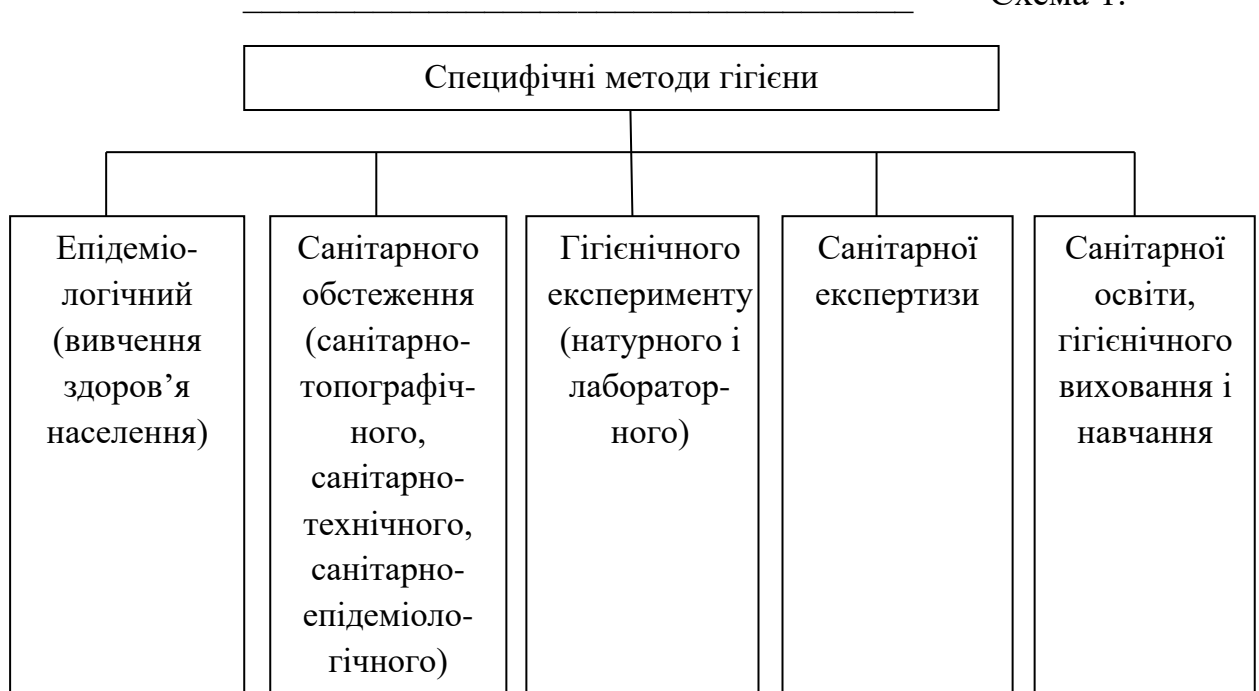 Схема 1.
Специфічні методи гігієни
Епідеміо-
логічний
(вивчення
здоров’я
населення)
Санітарного
обстеження
(санітарно-
топографіч-
ного,
санітарно-
технічного,
санітарно-
епідеміоло-
гічного)
Гігієнічного
експерименту
(натурного і
лаборатор-
ного)
Санітарної
експертизи
Санітарної
освіти,
гігієнічного
виховання і
навчання